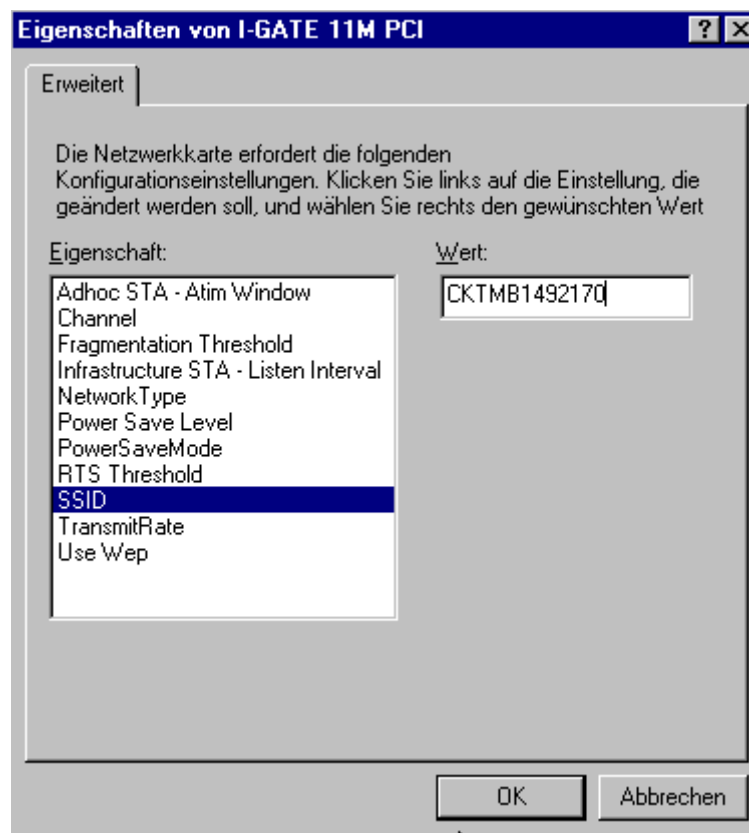 Eigenschaften von I-GATE 11M PCI
Erweitert
Die Netzwerkkarte erfordert die folgenden
Konfigurationseinstellungen. Klicken Sie links auf die Einstellung, die
geändert werden soll, und wählen Sie rechts den gewünschten Wert
Eigenschaft:
Wert:
Adhoc STA - Atim Window
CKTMB1492170
Channel
Fragmentation Threshold
Infrastructure STA - Listen Interval
NetworkType
Power Save Level
PowerSaveMode
RTS Threshold
SSID
TransmitRate
Use Wep
OK
Abbrechen